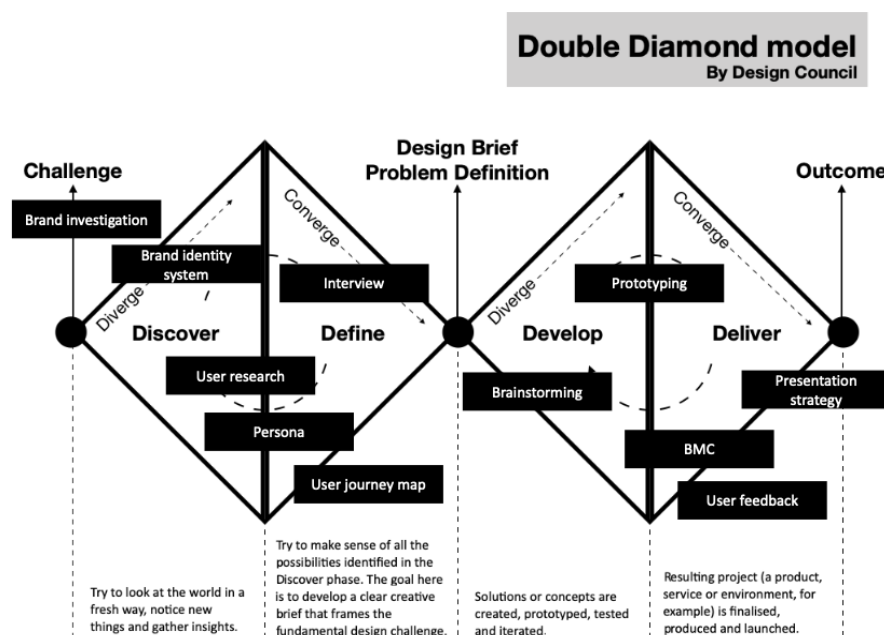 Double Diamond model
By Design Council
Challenge
Design Brief
Problem Definition
Outcome
Brand investigation
Brand identity
system
Diverge
Converge
Interview
Discover
Define
User research
Persona
User journey map
Diverge
Converge
Prototyping
Develop
Deliver
Brainstorming
Presentation
strategy
BMC
User feedback
Try to look at the world in a
fresh way, notice new
things and gather insights.
Try to make sense of all the
possibilities identified in the
Discover phase. The goal here
is to develop a clear creative
brief that frames the
fundamental design challenge.
Solutions or concepts are
created, prototyped, tested
and iterated.
Resulting project (a product,
service or environment, for
example) is finalised,
produced and launched.